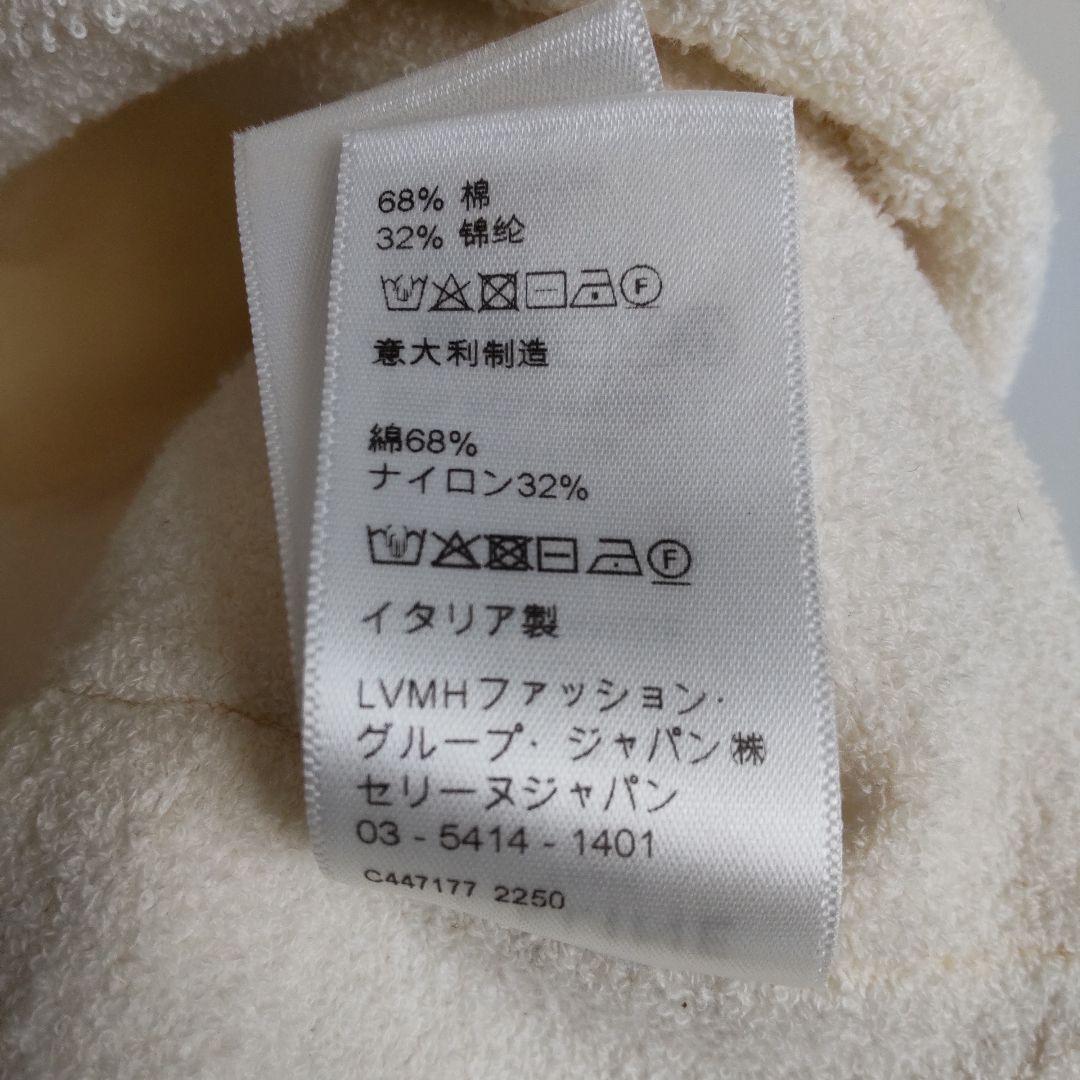 68% 棉
32% 锦纶
F
意大利制造
綿68%
ナイロン32%
F
イタリア製
LVMHファッション・
グループ・ジャパン㈱
セリーヌジャパン
03 - 5414 - 1401
C447177 2250